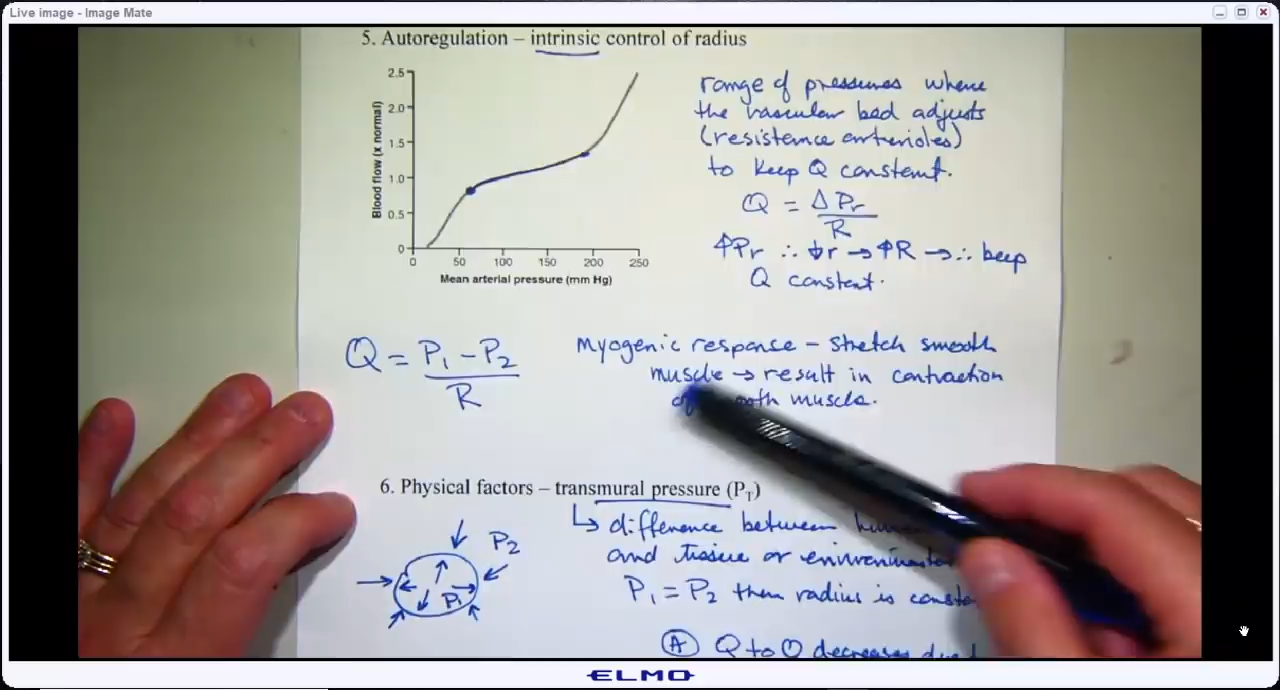 Live image - Image Mate
5. Autoregulation – intrinsic control of radius
2.5
2.0
1.5
1.0
0.5
0
Blood flow (x normal)
0 50 100 150 200 250
Mean arterial pressure (mm Hg)
range of pressures where
the vascular bed adjusts
(resistance arterioles)
to keep Q constant.
Q = Δ Pr
R
↑Pr ∴ ↓r → ↑R → ∴ keep
Q constant.
Q = P1 - P2
R
Myogenic response - stretch smooth
muscle → result in contraction
muscle.
6. Physical factors – transmural pressure (PT)
↳ difference between
and tissue or
P1 = P2 then radius is
P2
P1
A Q to O decreases
ELMO